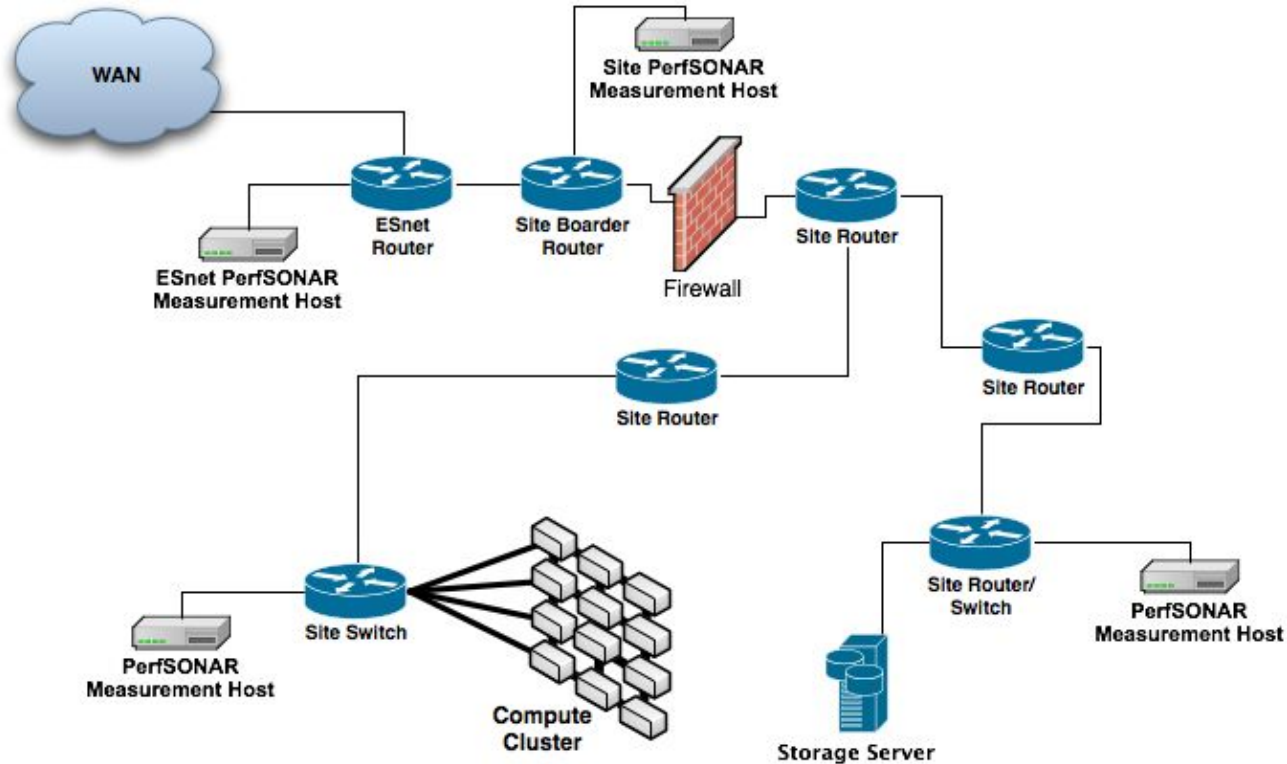 WAN
Site PerfSONAR
Measurement Host
ESnet
Router
Site Boarder
Router
Firewall
Site Router
ESnet PerfSONAR
Measurement Host
Site Router
Site Router
Site Switch
PerfSONAR
Measurement Host
Compute
Cluster
Site Router/
Switch
PerfSONAR
Measurement Host
Storage Server